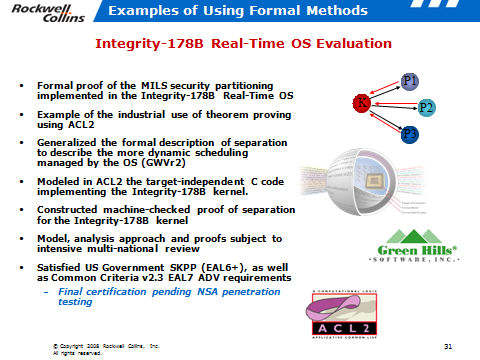 Rockwell
Collins
Examples of Using Formal Methods
Integrity-178B Real-Time OS Evaluation
• Formal proof of the MILS security partitioning
implemented in the Integrity-178B Real-Time OS
• Example of the industrial use of theorem proving
using ACL2
• Generalized the formal description of separation
to describe the more dynamic scheduling
managed by the OS (GWVr2)
• Modeled in ACL2 the target-independent C code
implementing the Integrity-178B kernel.
• Constructed machine-checked proof of separation
for the Integrity-178B kernel
• Model, analysis approach and proofs subject to
intensive multi-national review
• Satisfied US Government SKPP (EAL6+), as well
as Common Criteria v2.3 EAL7 ADV requirements
– Final certification pending NSA penetration
testing
P1
K
P2
P3
Green Hills®
• SOFTWARE, INC. •
A COMPUTATIONAL LOGIC
ACL2
APPLICATIVE COMMON LISP
© Copyright 2008 Rockwell Collins, Inc.
All rights reserved.
31